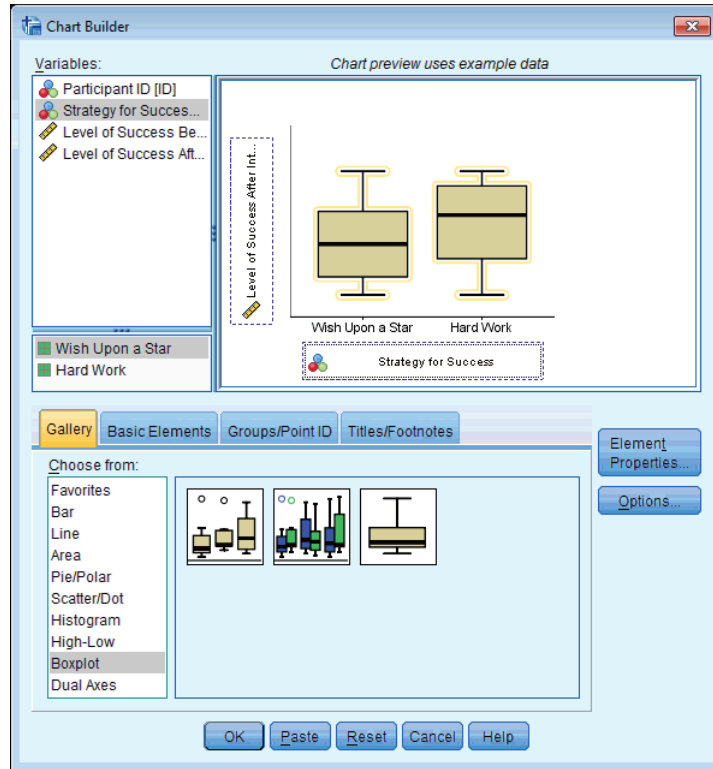 Chart Builder
Variables:
Chart preview uses example data
Participant ID [ID]
Strategy for Succes...
Level of Success Be...
Level of Success Aft...
Wish Upon a Star
Hard Work
Level of Success After Int...
Wish Upon a Star
Hard Work
Strategy for Success
Gallery
Basic Elements
Groups/Point ID
Titles/Footnotes
Choose from:
Favorites
Bar
Line
Area
Pie/Polar
Scatter/Dot
Histogram
High-Low
Boxplot
Dual Axes
Element
Properties...
Options...
OK
Paste
Reset
Cancel
Help